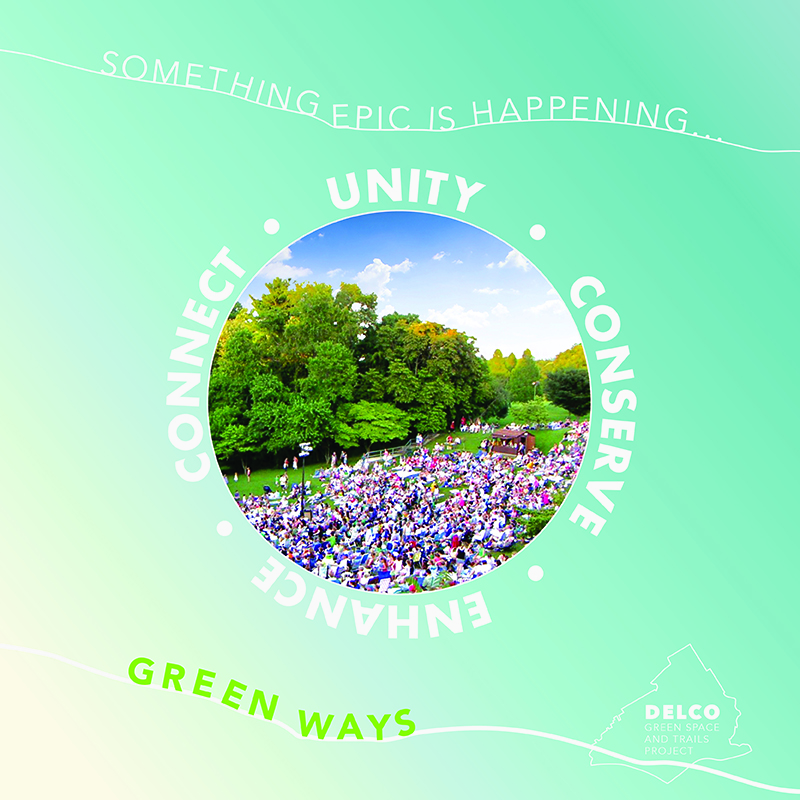 SOMETHING EPIC IS HAPPENING...
UNITY
CONSERVE
ENHANCE
CONNECT
GREEN WAYS
DELCO
GREEN SPACE
AND TRAILS
PROJECT